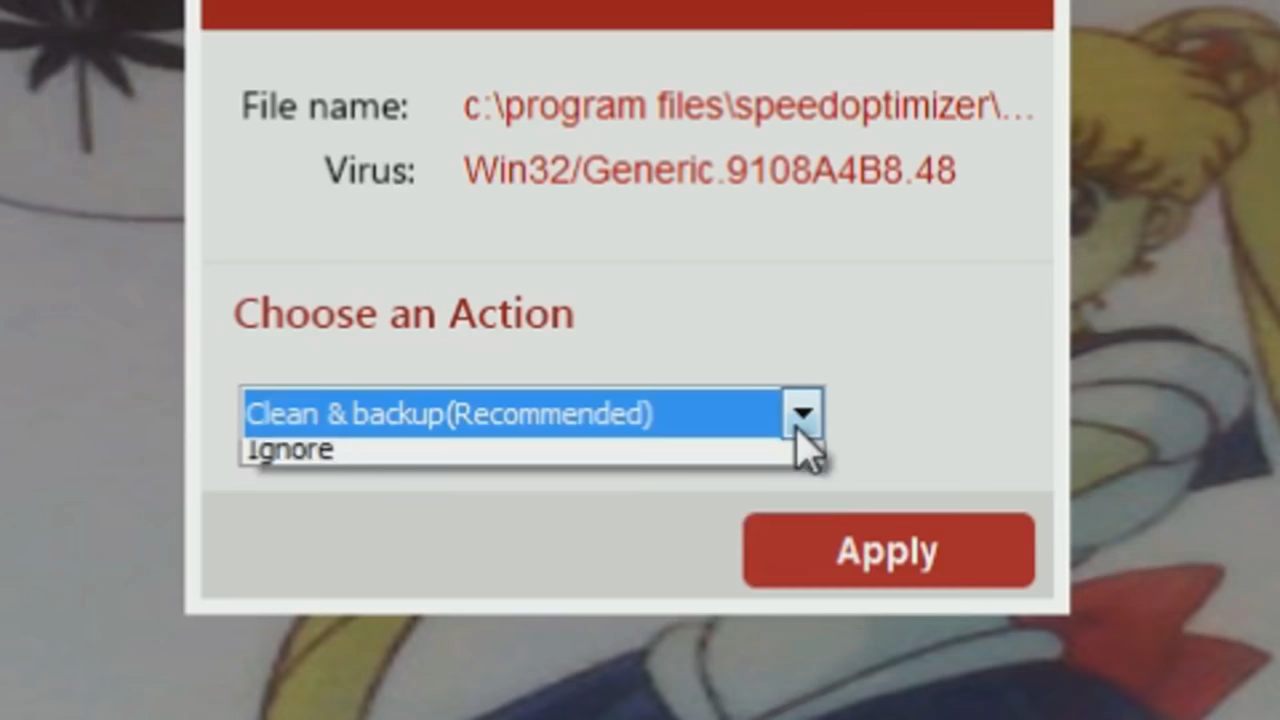 File name: c:\program files\speedoptimizer\...
Virus: Win32/Generic.9108A4B8.48
Choose an Action
Clean & backup(Recommended)
Ignore
Apply